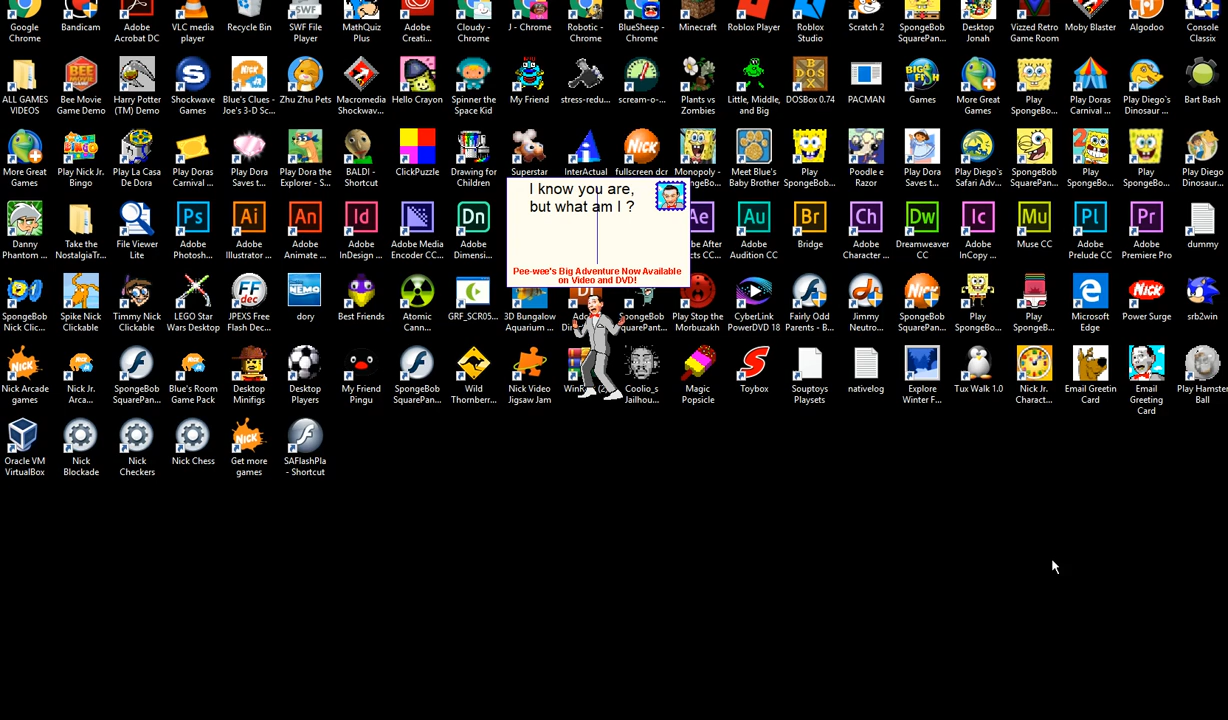 Google Bandicam Adobe VLC media Recycle Bin SWF File MathQuiz Adobe Cloudy - J - Chrome Robotic - BlueSheep - Minecraft Roblox Player Roblox Scratch 2 SpongeBob Desktop Vizzed Retro Moby Blaster Algodoo Console
Chrome Acrobat DC player Player Plus Creati... Chrome Chrome Chrome Studio SquarePan... Jonah Game Room Classix
ALL GAMES Bee Movie Harry Potter Shockwave Blue's Clues - Zhu Zhu Pets Macromedia Hello Crayon Spinner the My Friend stress-redu... scream-o-... Plants vs Little, Middle, DOSBox 0.74 PACMAN Games More Great Play Play Doras Play Diego's Bart Bash
VIDEOS Game Demo (TM) Demo Games Joe's 3-D Sc... Shockwav... Space Kid Zombies and Big Games SpongeBo... Carnival ... Dinosaur ...
More Great Play Nick Jr. Play La Casa Play Doras Play Dora Play Dora the BALDI - ClickPuzzle Drawing for Superstar InterActual fullscreen dcr Monopoly - Meet Blue's Play Poodle e Play Dora Play Diego's SpongeBob Play Play
Games Bingo De Dora Carnival ... Saves t... Explorer - S... Shortcut Children Baby Brother SpongeBo... Razor Saves t... Safari Adv... SquarePan... SpongeBo... Dinosaur...
I know you are,
but what am I ?
Pee-wee's Big Adventure Now Available
on Video and DVD!
Danny Take the File Viewer Adobe Adobe Adobe Adobe Adobe Media Adobe Adobe Bridge Adobe Dreamweaver Adobe Muse CC Adobe Adobe dummy
Phantom ... NostalgiaTr... Lite Photosh... Illustrator ... Animate ... InDesign ... Encoder CC... Dimensi... Audition CC Character ... CC InCopy ... Prelude CC Premiere Pro
SpongeBob Spike Nick Timmy Nick LEGO Star JPEXS Free dory Best Friends Atomic GRF_SCR05... 3D Bungalow Play Stop the CyberLink Fairly Odd Jimmy SpongeBob Play Play Microsoft Power Surge srb2win
Nick Clic... Clickable Clickable Wars Desktop Flash Dec... Cann... Aquarium ... Morbuzakh PowerDVD 18 Parents - B... Neutro... SquarePan... SpongeBo... SpongeB... Edge
Nick Arcade Nick Jr. SpongeBob Blue's Room Desktop Desktop My Friend SpongeBob Wild Nick Video Coolio_s Magic Toybox Souptoys nativelog Explore Tux Walk 1.0 Nick Jr. Email Greetin Email Play Hamster
games Arca... SquarePan... Game Pack Minifigs Players Pingu SquarePan... Thornberr... Jigsaw Jam Jailhou... Popsicle Playsets Winter F... Charact... Card Greeting Ball
Card
Oracle VM Nick Nick Nick Chess Get more SAFlashPla
VirtualBox Blockade Checkers games - Shortcut